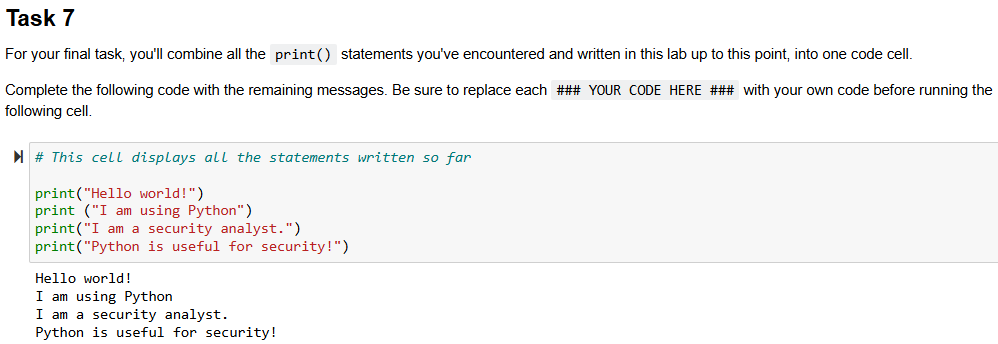 Task 7
For your final task, you'll combine all the print() statements you've encountered and written in this lab up to this point, into one code cell.
Complete the following code with the remaining messages. Be sure to replace each ### YOUR CODE HERE ### with your own code before running the
following cell.
# This cell displays all the statements written so far
print("Hello world!")
print ("I am using Python")
print("I am a security analyst.")
print("Python is useful for security!")
Hello world!
I am using Python
I am a security analyst.
Python is useful for security!